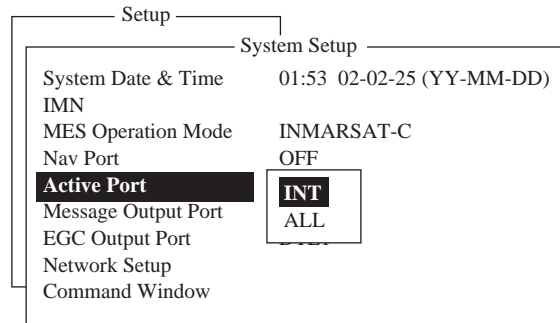 Setup
System Setup
System Date & Time 01:53 02-02-25 (YY-MM-DD)
IMN
MES Operation Mode INMARSAT-C
Nav Port OFF
Active Port INT
Message Output Port ALL
EGC Output Port
Network Setup
Command Window